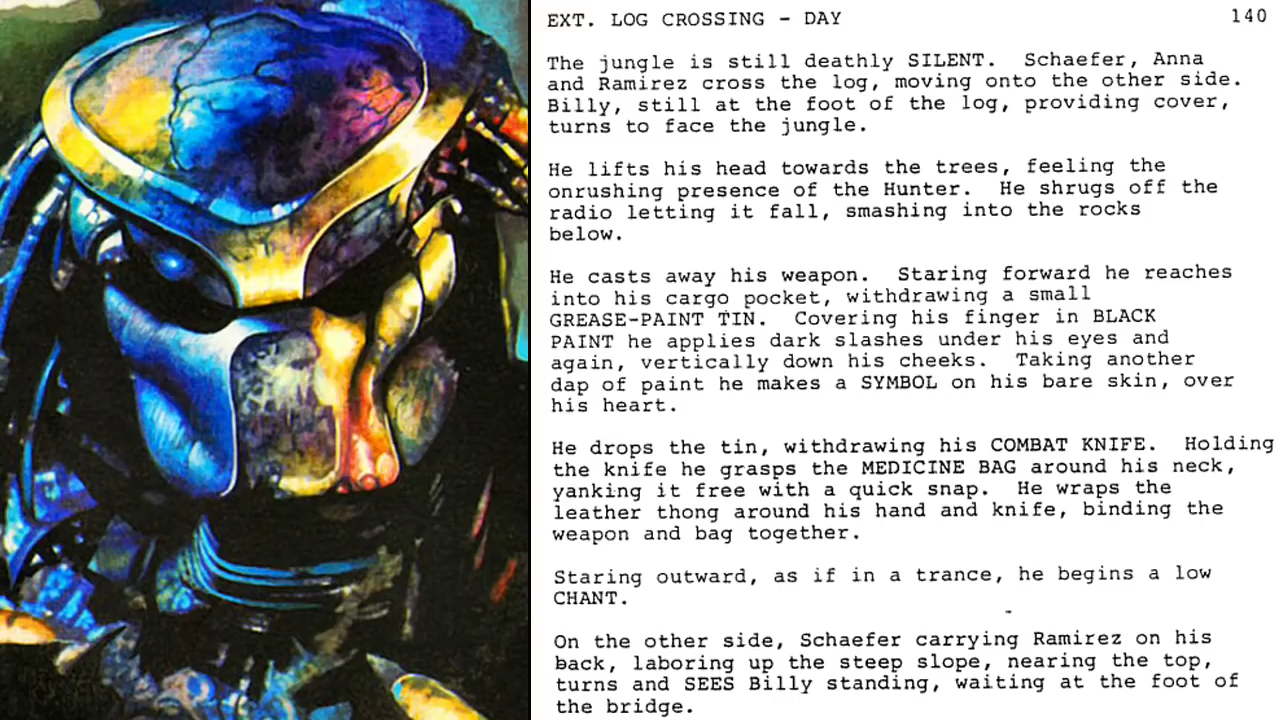 EXT. LOG CROSSING - DAY 140
The jungle is still deathly SILENT. Schaefer, Anna
and Ramirez cross the log, moving onto the other side.
Billy, still at the foot of the log, providing cover,
turns to face the jungle.
He lifts his head towards the trees, feeling the
onrushing presence of the Hunter. He shrugs off the
radio letting it fall, smashing into the rocks
below.
He casts away his weapon. Staring forward he reaches
into his cargo pocket, withdrawing a small
GREASE-PAINT TIN. Covering his finger in BLACK
PAINT he applies dark slashes under his eyes and
again, vertically down his cheeks. Taking another
dap of paint he makes a SYMBOL on his bare skin, over
his heart.
He drops the tin, withdrawing his COMBAT KNIFE. Holding
the knife he grasps the MEDICINE BAG around his neck,
yanking it free with a quick snap. He wraps the
leather thong around his hand and knife, binding the
weapon and bag together.
Staring outward, as if in a trance, he begins a low
CHANT.
On the other side, Schaefer carrying Ramirez on his
back, laboring up the steep slope, nearing the top,
turns and SEES Billy standing, waiting at the foot of
the bridge.